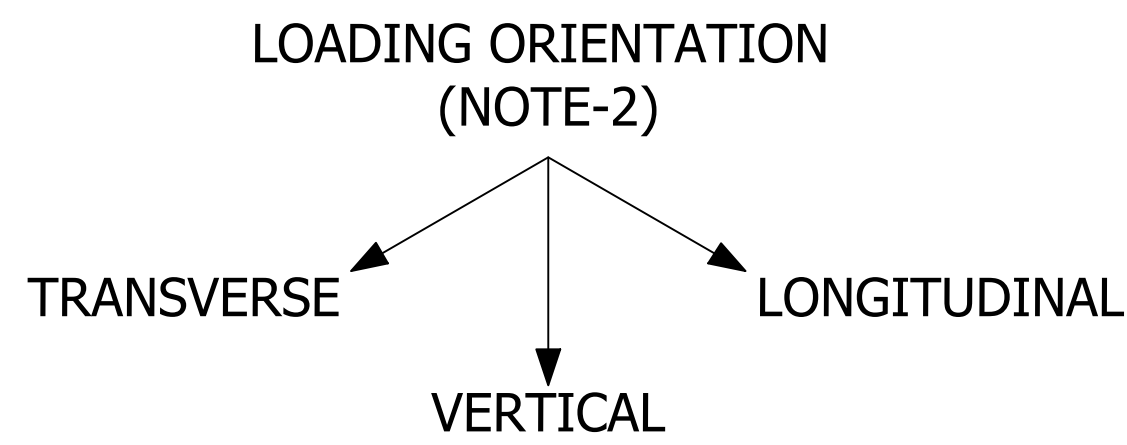 LOADING ORIENTATION
(NOTE-2)
TRANSVERSE
LONGITUDINAL
VERTICAL